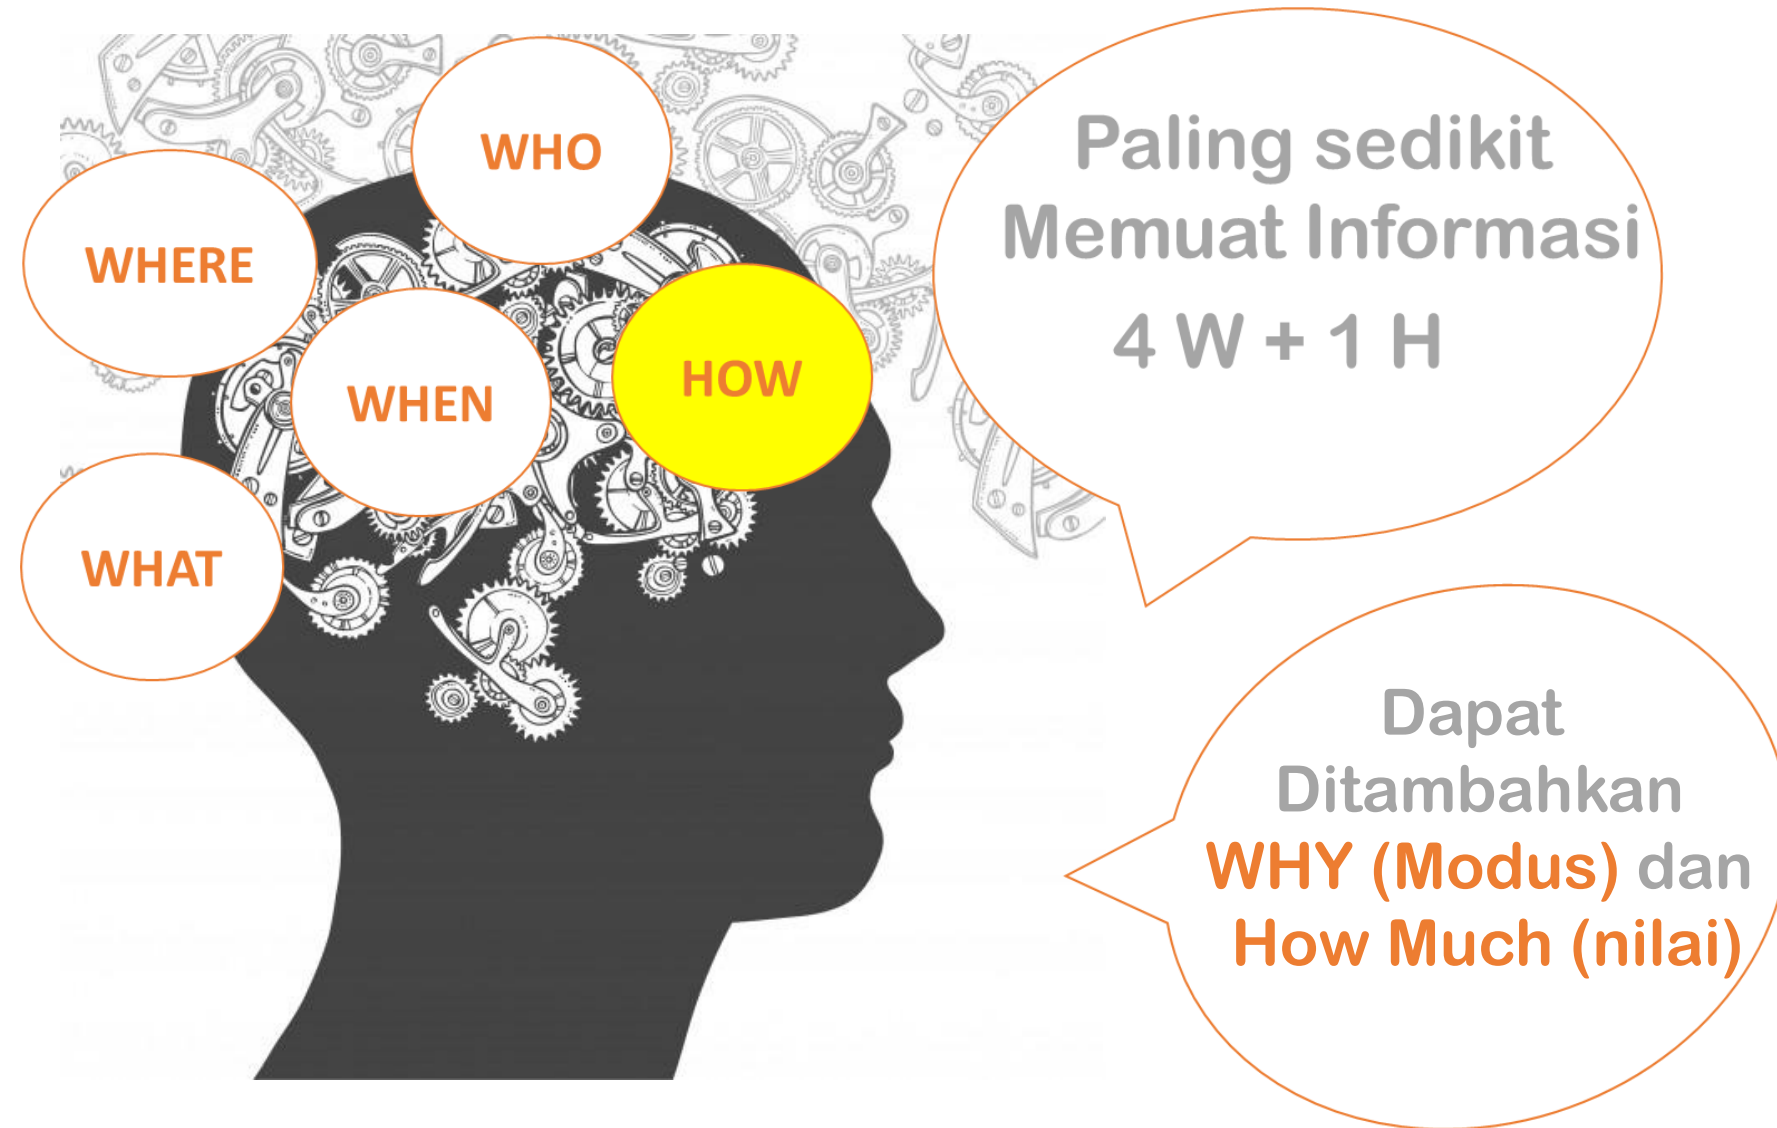 WHO
WHERE
HOW
WHEN
WHAT
Paling sedikit
Memuat Informasi
4 W + 1 H
Dapat
Ditambahkan
WHY (Modus) dan
How Much (nilai)